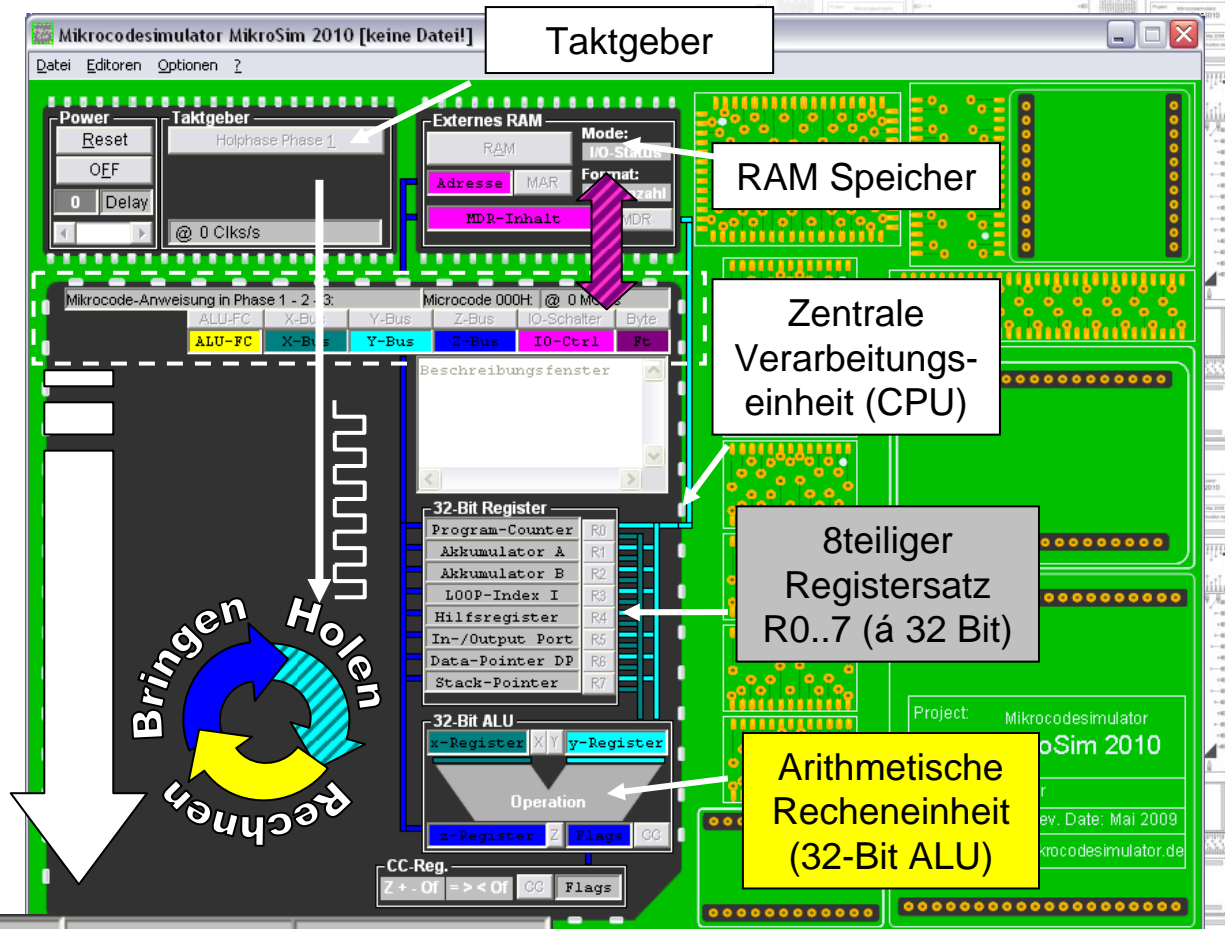 Mikrocodesimulator MikroSim 2010 [keine Datei!]
Taktgeber
Datei Editoren Optionen ?
Power
Reset
OFF
0 Delay
Taktgeber
Holphase Phase 1
@ 0 Clks/s
Externes RAM
RAM
Mode:
I/O-Status
Adresse MAR
Format:
MDR-Inhalt MDR
RAM Speicher
Mikrocode-Anweisung in Phase 1 - 2 - 3:
Microcode 000H: @ 0
ALU-FC X-Bus Y-Bus Z-Bus IO-Schalter Byte
ALU-FC X-Bus Y-Bus Z-Bus IO-Ctrl Ft
Beschreibungsfenster
Zentrale
Verarbeitungs-
einheit (CPU)
32-Bit Register
Program-Counter R0
Akkumulator A R1
Akkumulator B R2
LOOP-Index I R3
Hilfsregister R4
In-/Output Port R5
Data-Pointer DP R6
Stack-Pointer R7
8teiliger
Registersatz
R0..7 (á 32 Bit)
Holen
Rechnen
Bringen
32-Bit ALU
x-Register X Y y-Register
Operation
z-Register Z Flags CC
Arithmetische
Recheneinheit
(32-Bit ALU)
CC-Reg.
Z + - Of = > < Of CC Flags
Project: Mikrocodesimulator
oSim 2010
ev. Date: Mai 2009
krocodesimulator.de